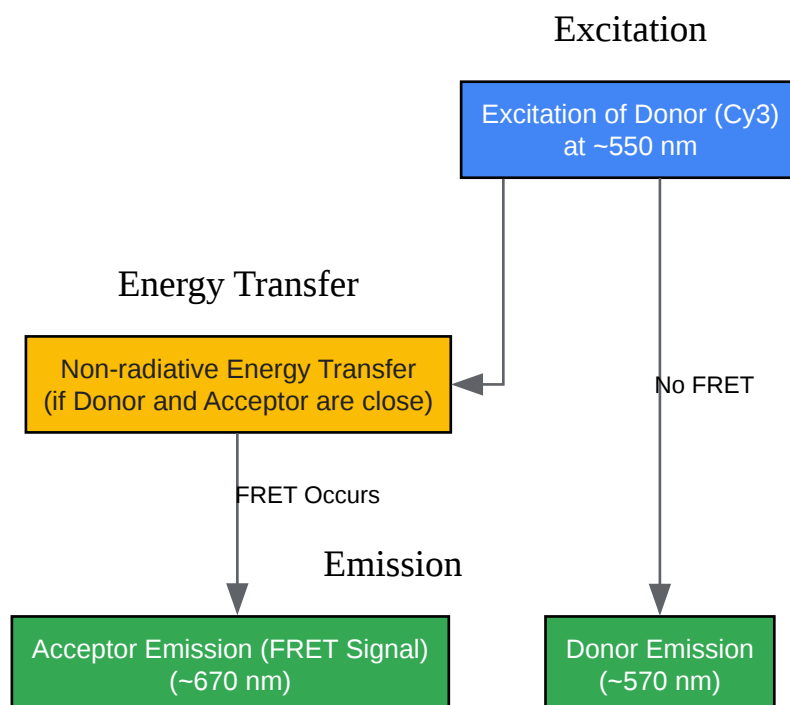 Excitation
Excitation of Donor (Cy3)
at ~550 nm
Energy Transfer
Non-radiative Energy Transfer
(if Donor and Acceptor are close)
No FRET
FRET Occurs
Emission
Acceptor Emission (FRET Signal)
(~670 nm)
Donor Emission
(~570 nm)